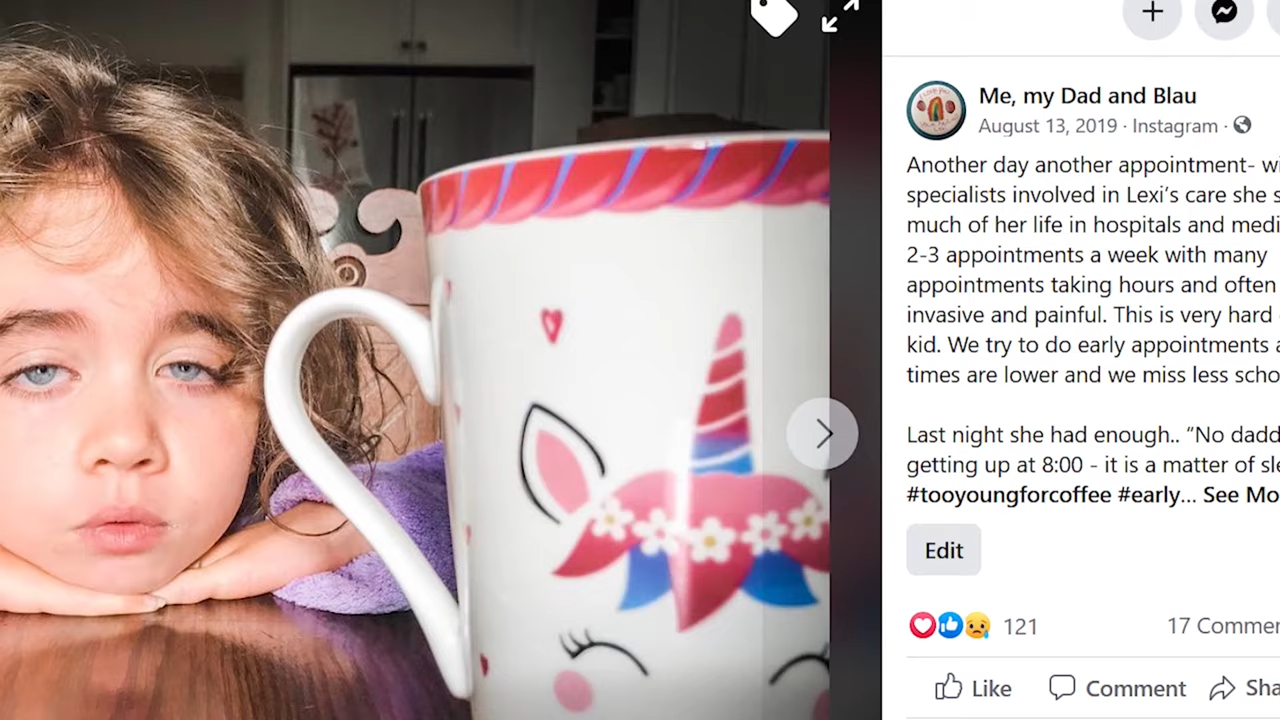 Me, my Dad and Blau
August 13, 2019 · Instagram ·
Another day another appointment- wi
specialists involved in Lexi's care she s
much of her life in hospitals and medi
2-3 appointments a week with many
appointments taking hours and often
invasive and painful. This is very hard
kid. We try to do early appointments a
times are lower and we miss less scho
Last night she had enough.. “No dadd
getting up at 8:00 - it is a matter of sle
#tooyoungforcoffee #early... See Mo
Edit
121 17 Commen
Like Comment Sha